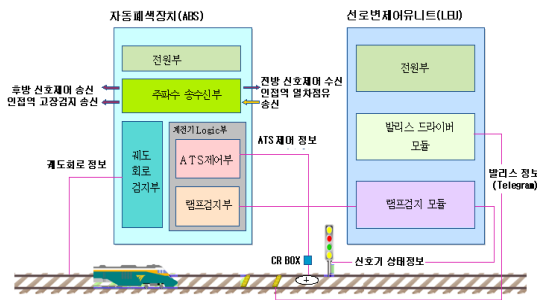 자동폐색장치(ABS)
선로변제어유니트(LEU)
전원부
전원부
주파수 송수신부
후방 신호제어 송신
인접역 고장검지 송신
전방 신호제어 수신
인접역 열차점유
송신
계전기Logic부
ATS제어부
ATS제어 정보
궤도
회로
검지부
램프검지부
궤도회로 정보
발리스 드라이버
모듈
발리스 정보
(Telegram)
램프검지 모듈
CR BOX
신호기 상태정보